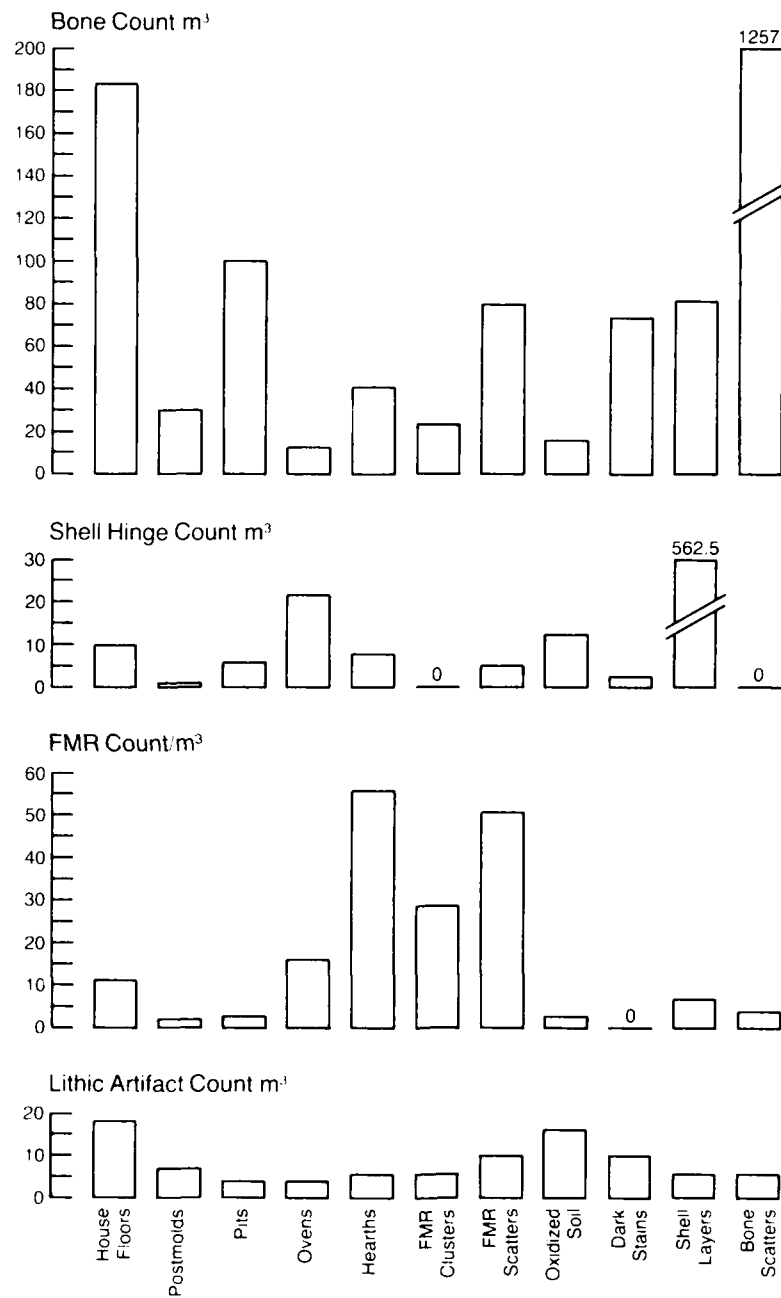 Bone Count m³
1257
200
180
160
140
120
100
80
60
40
20
0
Shell Hinge Count m³
562.5
30
20
10
0
0
0
FMR Count/m³
60
50
40
30
20
10
0
0
Lithic Artifact Count m³
20
10
0
House
Floors
Postmolds
Pits
Ovens
Hearths
FMR
Clusters
FMR
Scatters
Oxidized
Soil
Dark
Stains
Shell
Layers
Bone
Scatters